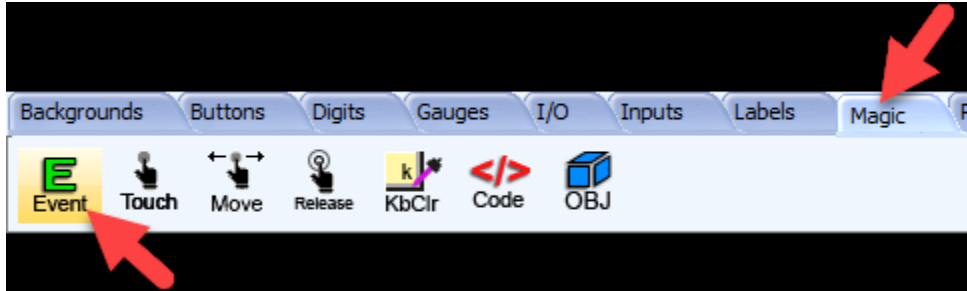 Backgrounds Buttons Digits Gauges I/O Inputs Labels Magic
E k </>
Event Touch Move Release KbClr Code OBJ